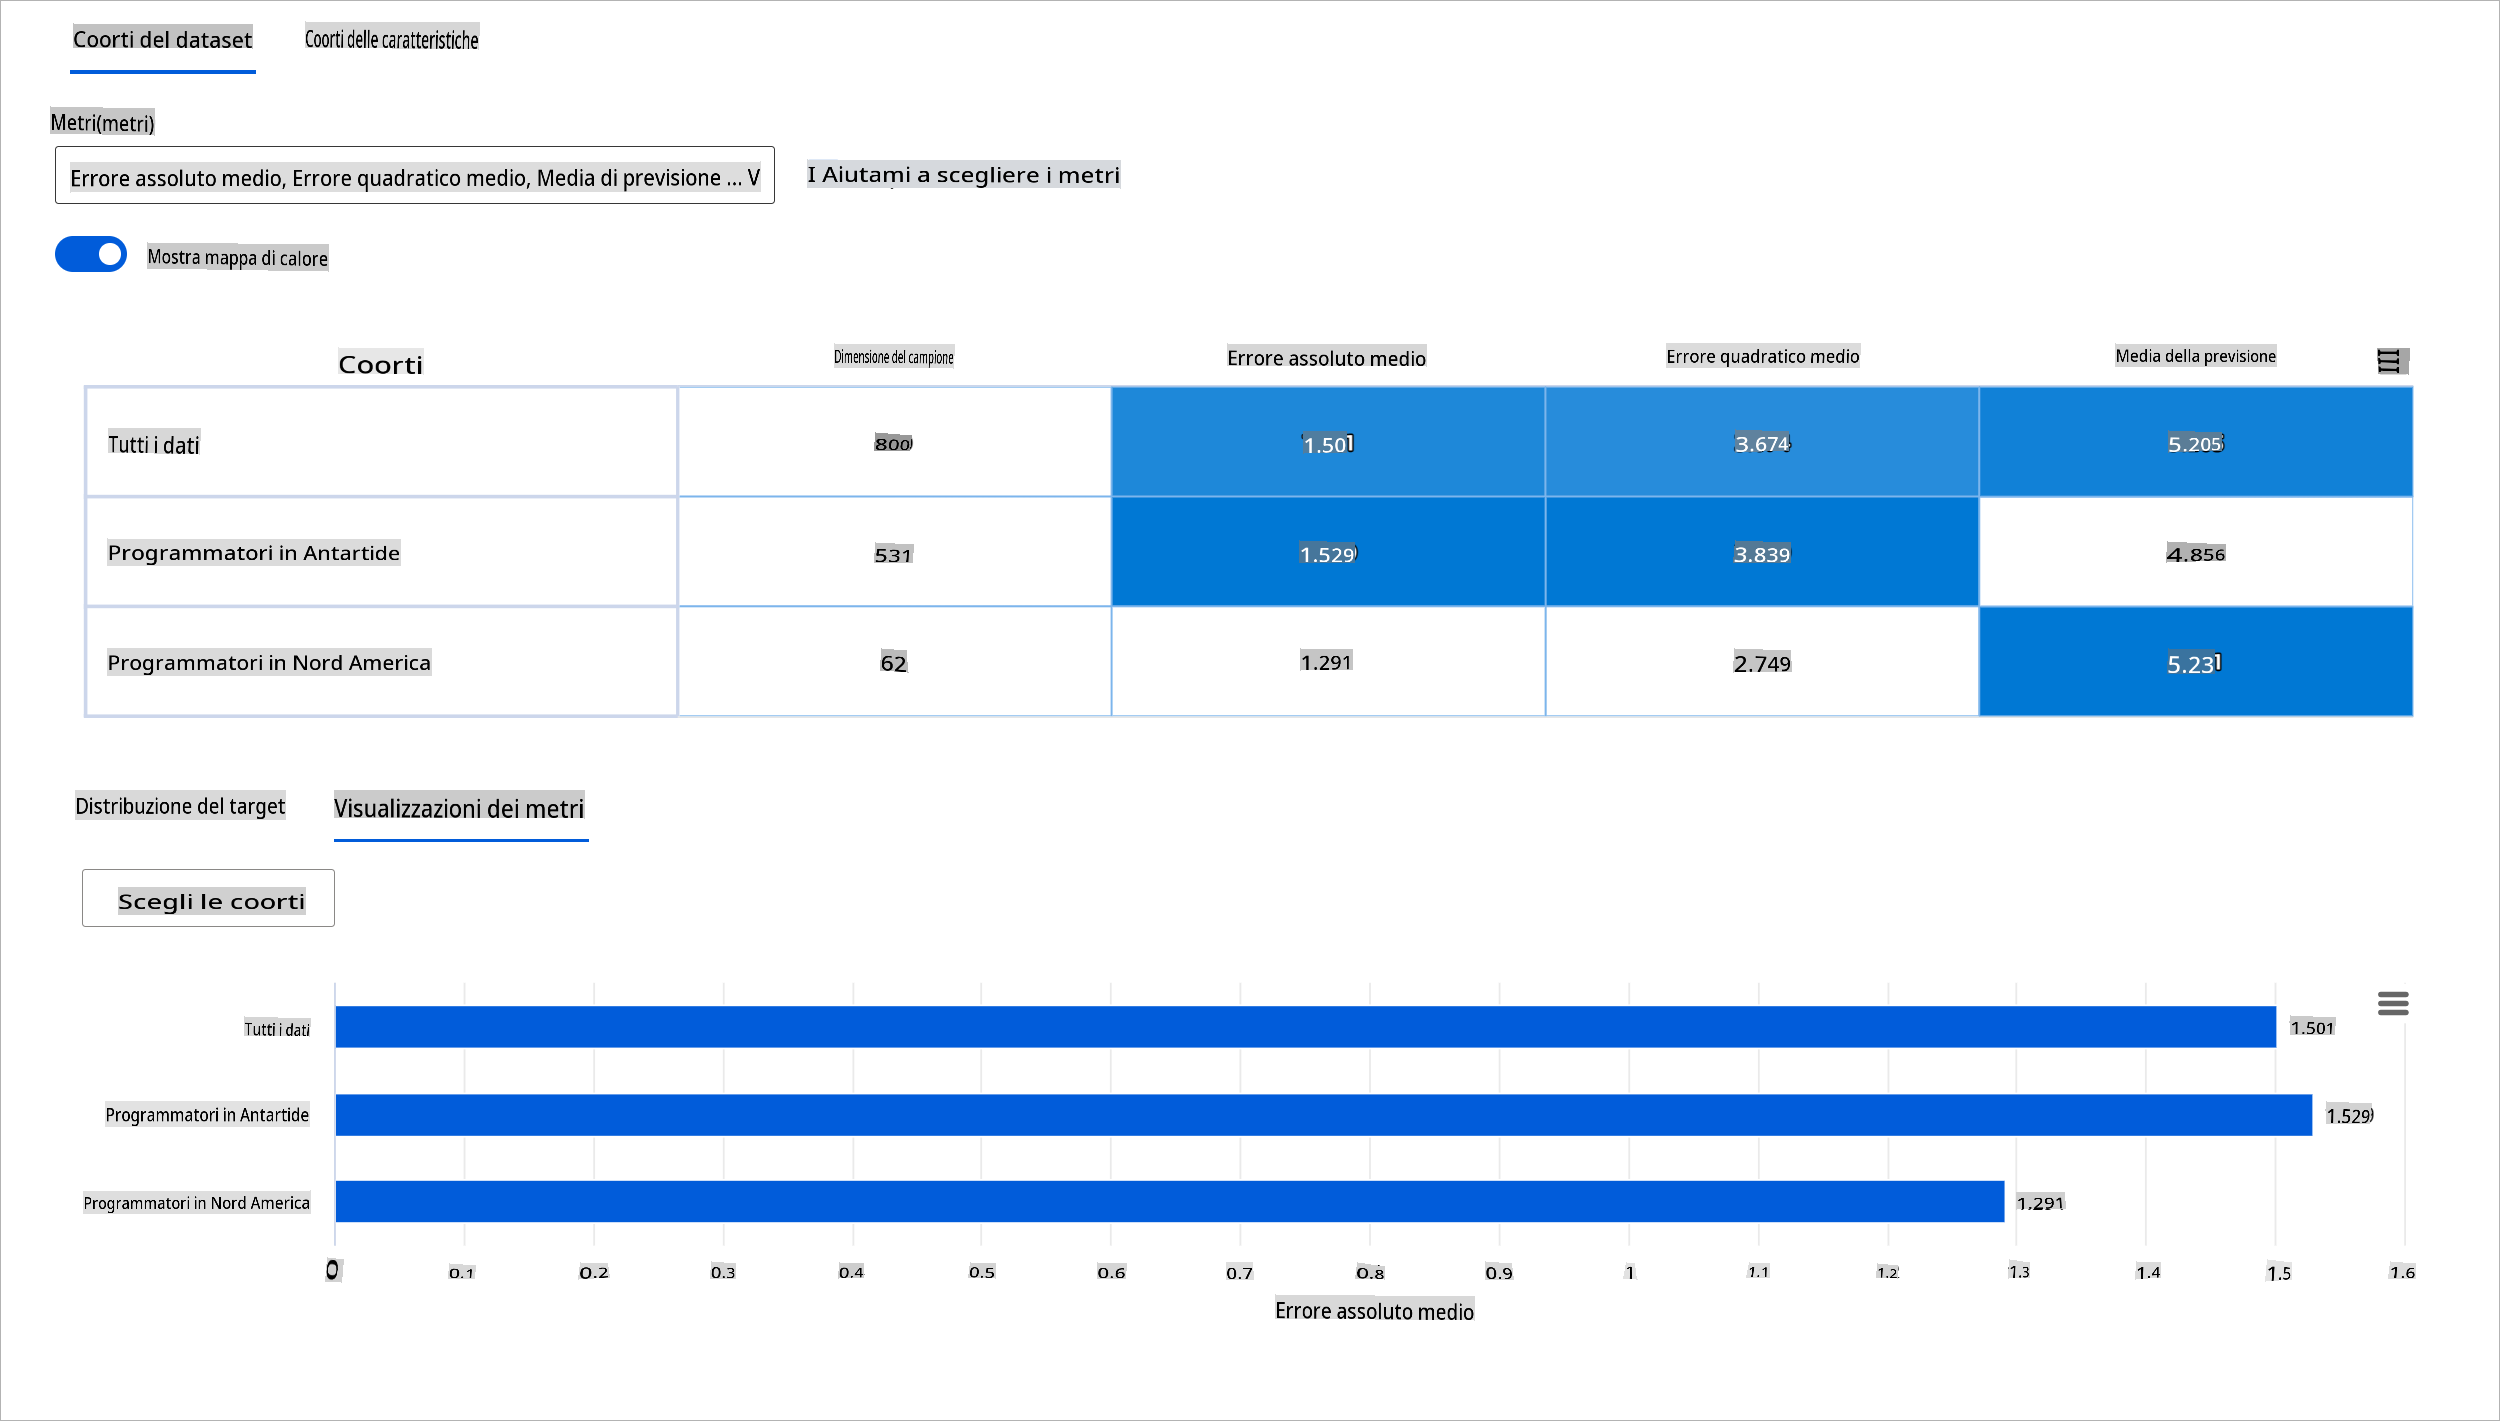 Coorti del dataset
Coorti delle caratteristiche
Metri(metri)
Errore assoluto medio, Errore quadratico medio, Media di previsione ... V
I Aiutami a scegliere i metri
Mostra mappa di calore
Coorti
Dimensione del campione
Errore assoluto medio
Errore quadratico medio
Media della previsione
Tutti i dati
800
1.501
3.674
5.205
Programmatori in Antartide
531
1.529
3.839
4.856
Programmatori in Nord America
62
1.291
2.749
5.231
Distribuzione del target
Visualizzazioni dei metri
Scegli le coorti
Tutti i dati
1.501
Programmatori in Antartide
1.529
Programmatori in Nord America
1.291
0 0.1 0.2 0.3 0.4 0.5 0.6 0.7 0.8 0.9 1 1.1 1.2 1.3 1.4 1.5 1.6
Errore assoluto medio